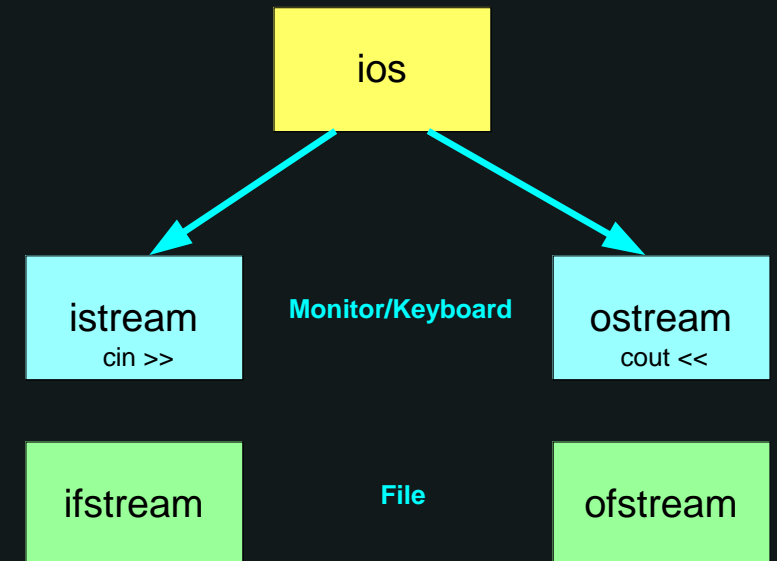 ios
istream
cin >>
Monitor/Keyboard
ostream
cout <<
ifstream
File
ofstream